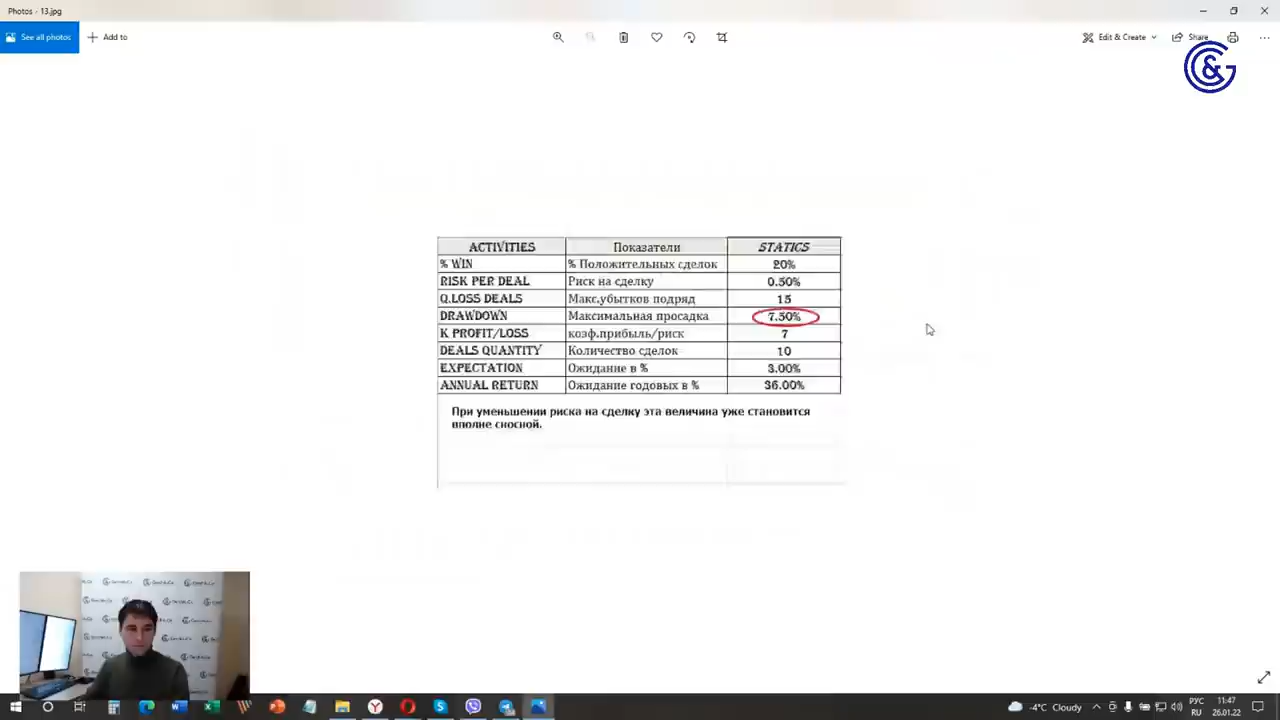 Photos - 13.jpg
See all photos
Add to
Edit & Create
Share
G&
ACTIVITIES Показатели STATICS
% WIN % Положительных сделок 20%
RISK PER DEAL Риск на сделку 0.50%
Q.LOSS DEALS Макс.убытков подряд 15
DRAWDOWN Максимальная просадка 7.50%
K PROFIT/LOSS коэф.прибыль/риск 7
DEALS QUANTITY Количество сделок 10
EXPECTATION Ожидание в % 3.00%
ANNUAL RETURN Ожидание годовых в % 36.00%
При уменьшении риска на сделку эта величина уже становится
вполне сносной.
-4°C Cloudy
РУС
RU
11:47
26.01.22